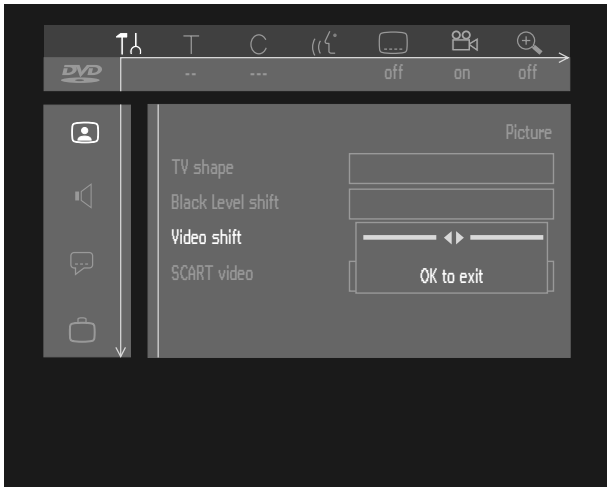 T C
DVD -- --- off on off
Picture
TV shape
Black Level shift
Video shift
SCART video
OK to exit